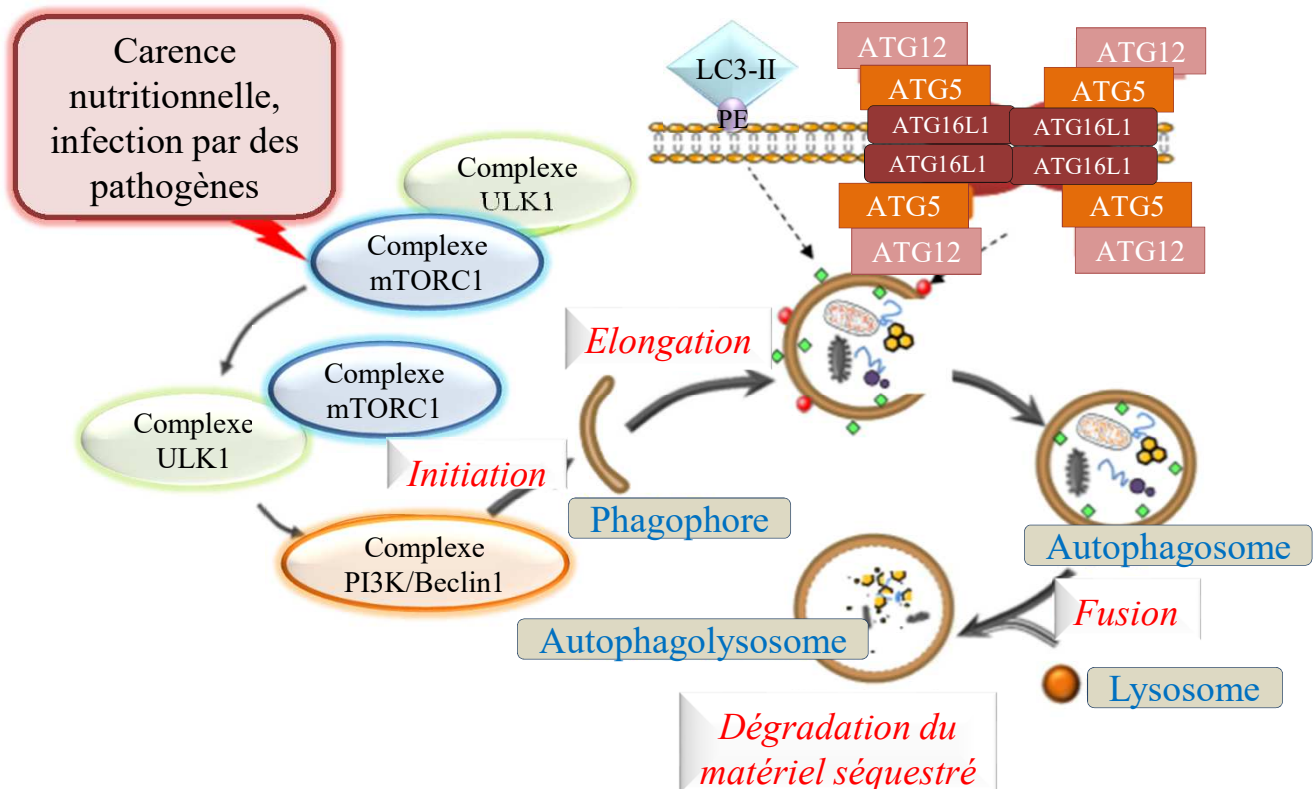 Carence
nutritionnelle,
infection par des
pathogènes
Complexe
ULK1
Complexe
mTORC1
LC3-II
PE
ATG12
ATG12
ATG5
ATG5
ATG16L1
ATG16L1
ATG16L1
ATG16L1
ATG5
ATG5
ATG12
ATG12
Complexe
mTORC1
Complexe
ULK1
Initiation
Complexe
PI3K/Beclin1
Elongation
Phagophore
Autophagosome
Fusion
Lysosome
Autophagolysosome
Dégradation du
matériel séquestré